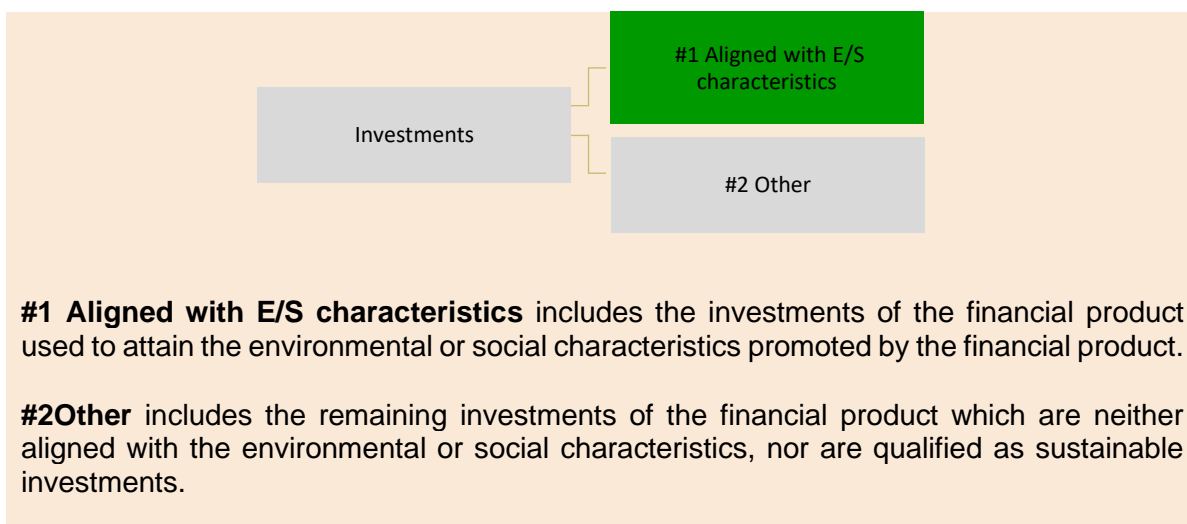 #1 Aligned with E/S
characteristics
Investments
#2 Other
#1 Aligned with E/S characteristics includes the investments of the financial product
used to attain the environmental or social characteristics promoted by the financial product.
#2Other includes the remaining investments of the financial product which are neither
aligned with the environmental or social characteristics, nor are qualified as sustainable
investments.